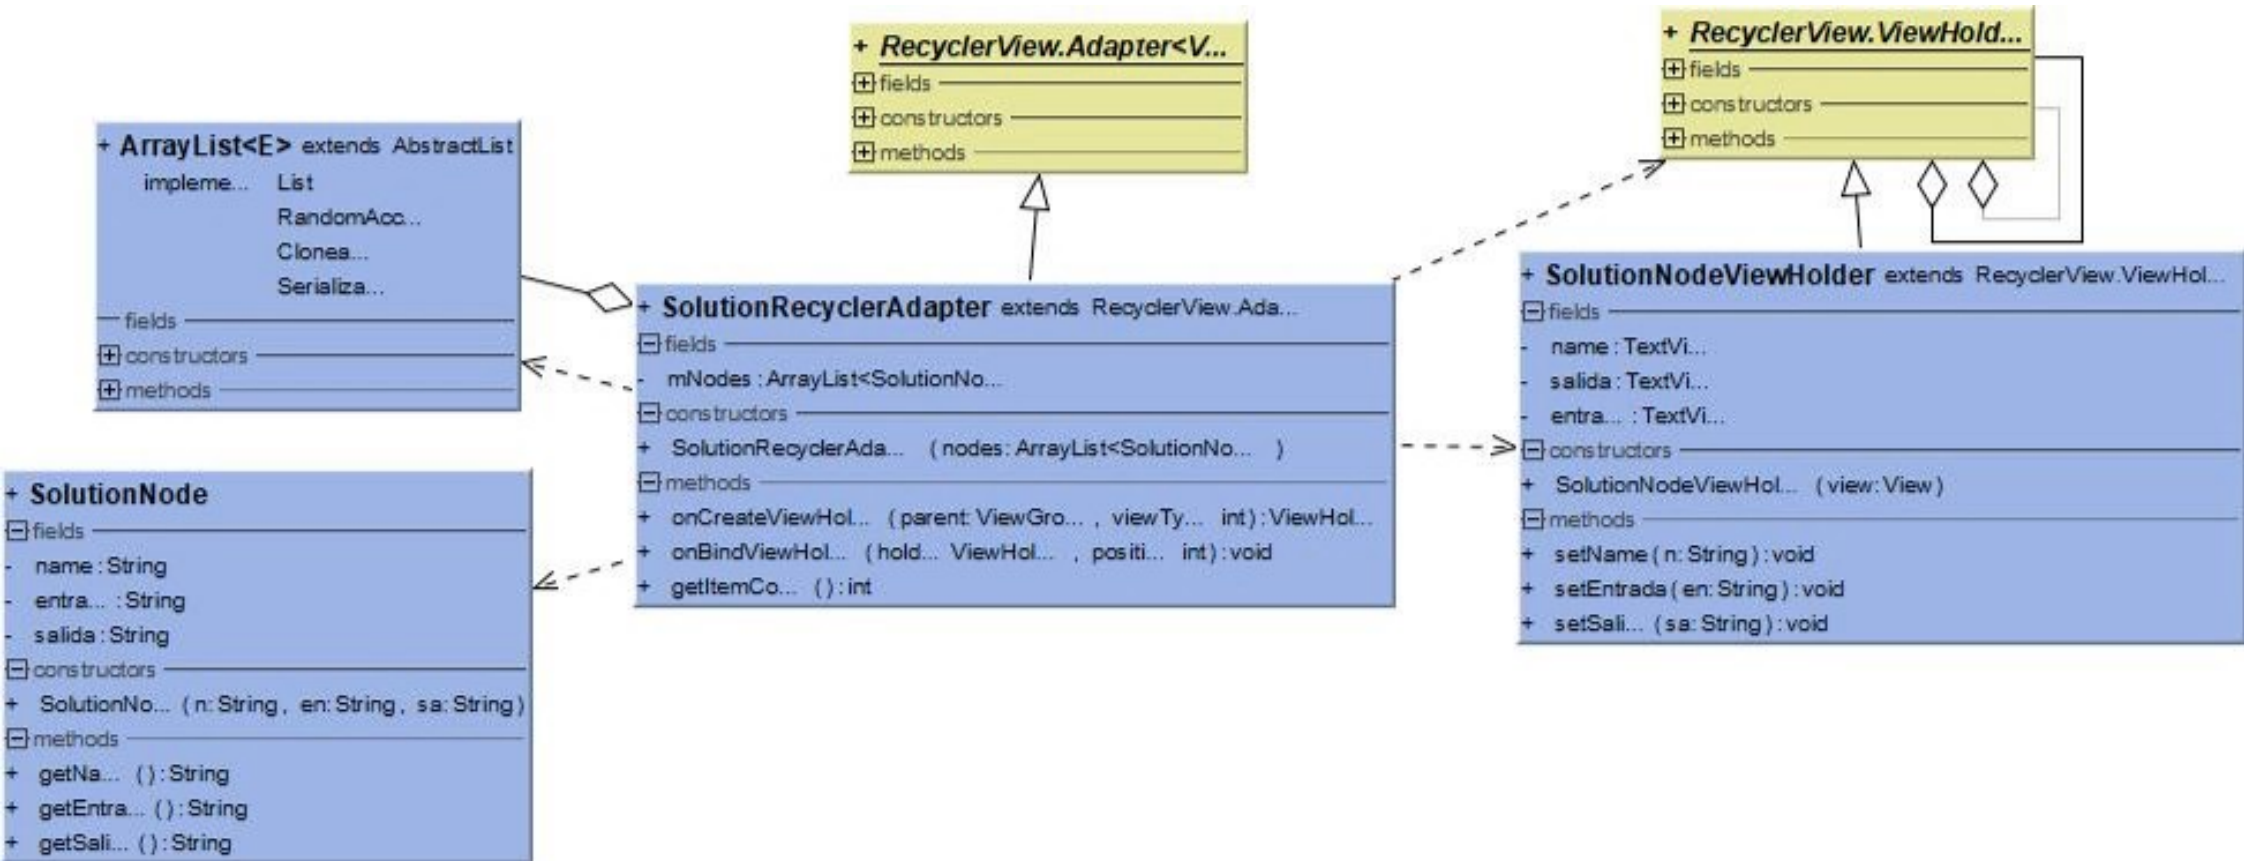 + RecyclerView.Adapter<V...
fields
constructors
methods
+ RecyclerView.ViewHold...
fields
constructors
methods
+ ArrayList<E> extends AbstractList
impleme... List
RandomAcc...
Clonea...
Serializa...
fields
constructors
methods
+ SolutionRecyclerAdapter extends RecyclerView.Ada...
fields
- mNodes : ArrayList<SolutionNo...
constructors
+ SolutionRecyclerAda... ( nodes: ArrayList<SolutionNo... )
methods
+ onCreateViewHol... ( parent: ViewGro... , viewTy... int) : ViewHol...
+ onBindViewHol... ( hold... ViewHol... , positi... int) : void
+ getItemCo... ( ) : int
+ SolutionNodeViewHolder extends RecyclerView.ViewHol...
fields
- name : TextVi...
- salida : TextVi...
- entra... : TextVi...
constructors
+ SolutionNodeViewHol... ( view: View )
methods
+ setName ( n: String ) : void
+ setEntrada ( en: String ) : void
+ setSali... ( sa: String ) : void
+ SolutionNode
fields
- name : String
- entra... : String
- salida : String
constructors
+ SolutionNo... ( n: String , en: String , sa: String )
methods
+ getNa... ( ) : String
+ getEntra... ( ) : String
+ getSali... ( ) : String